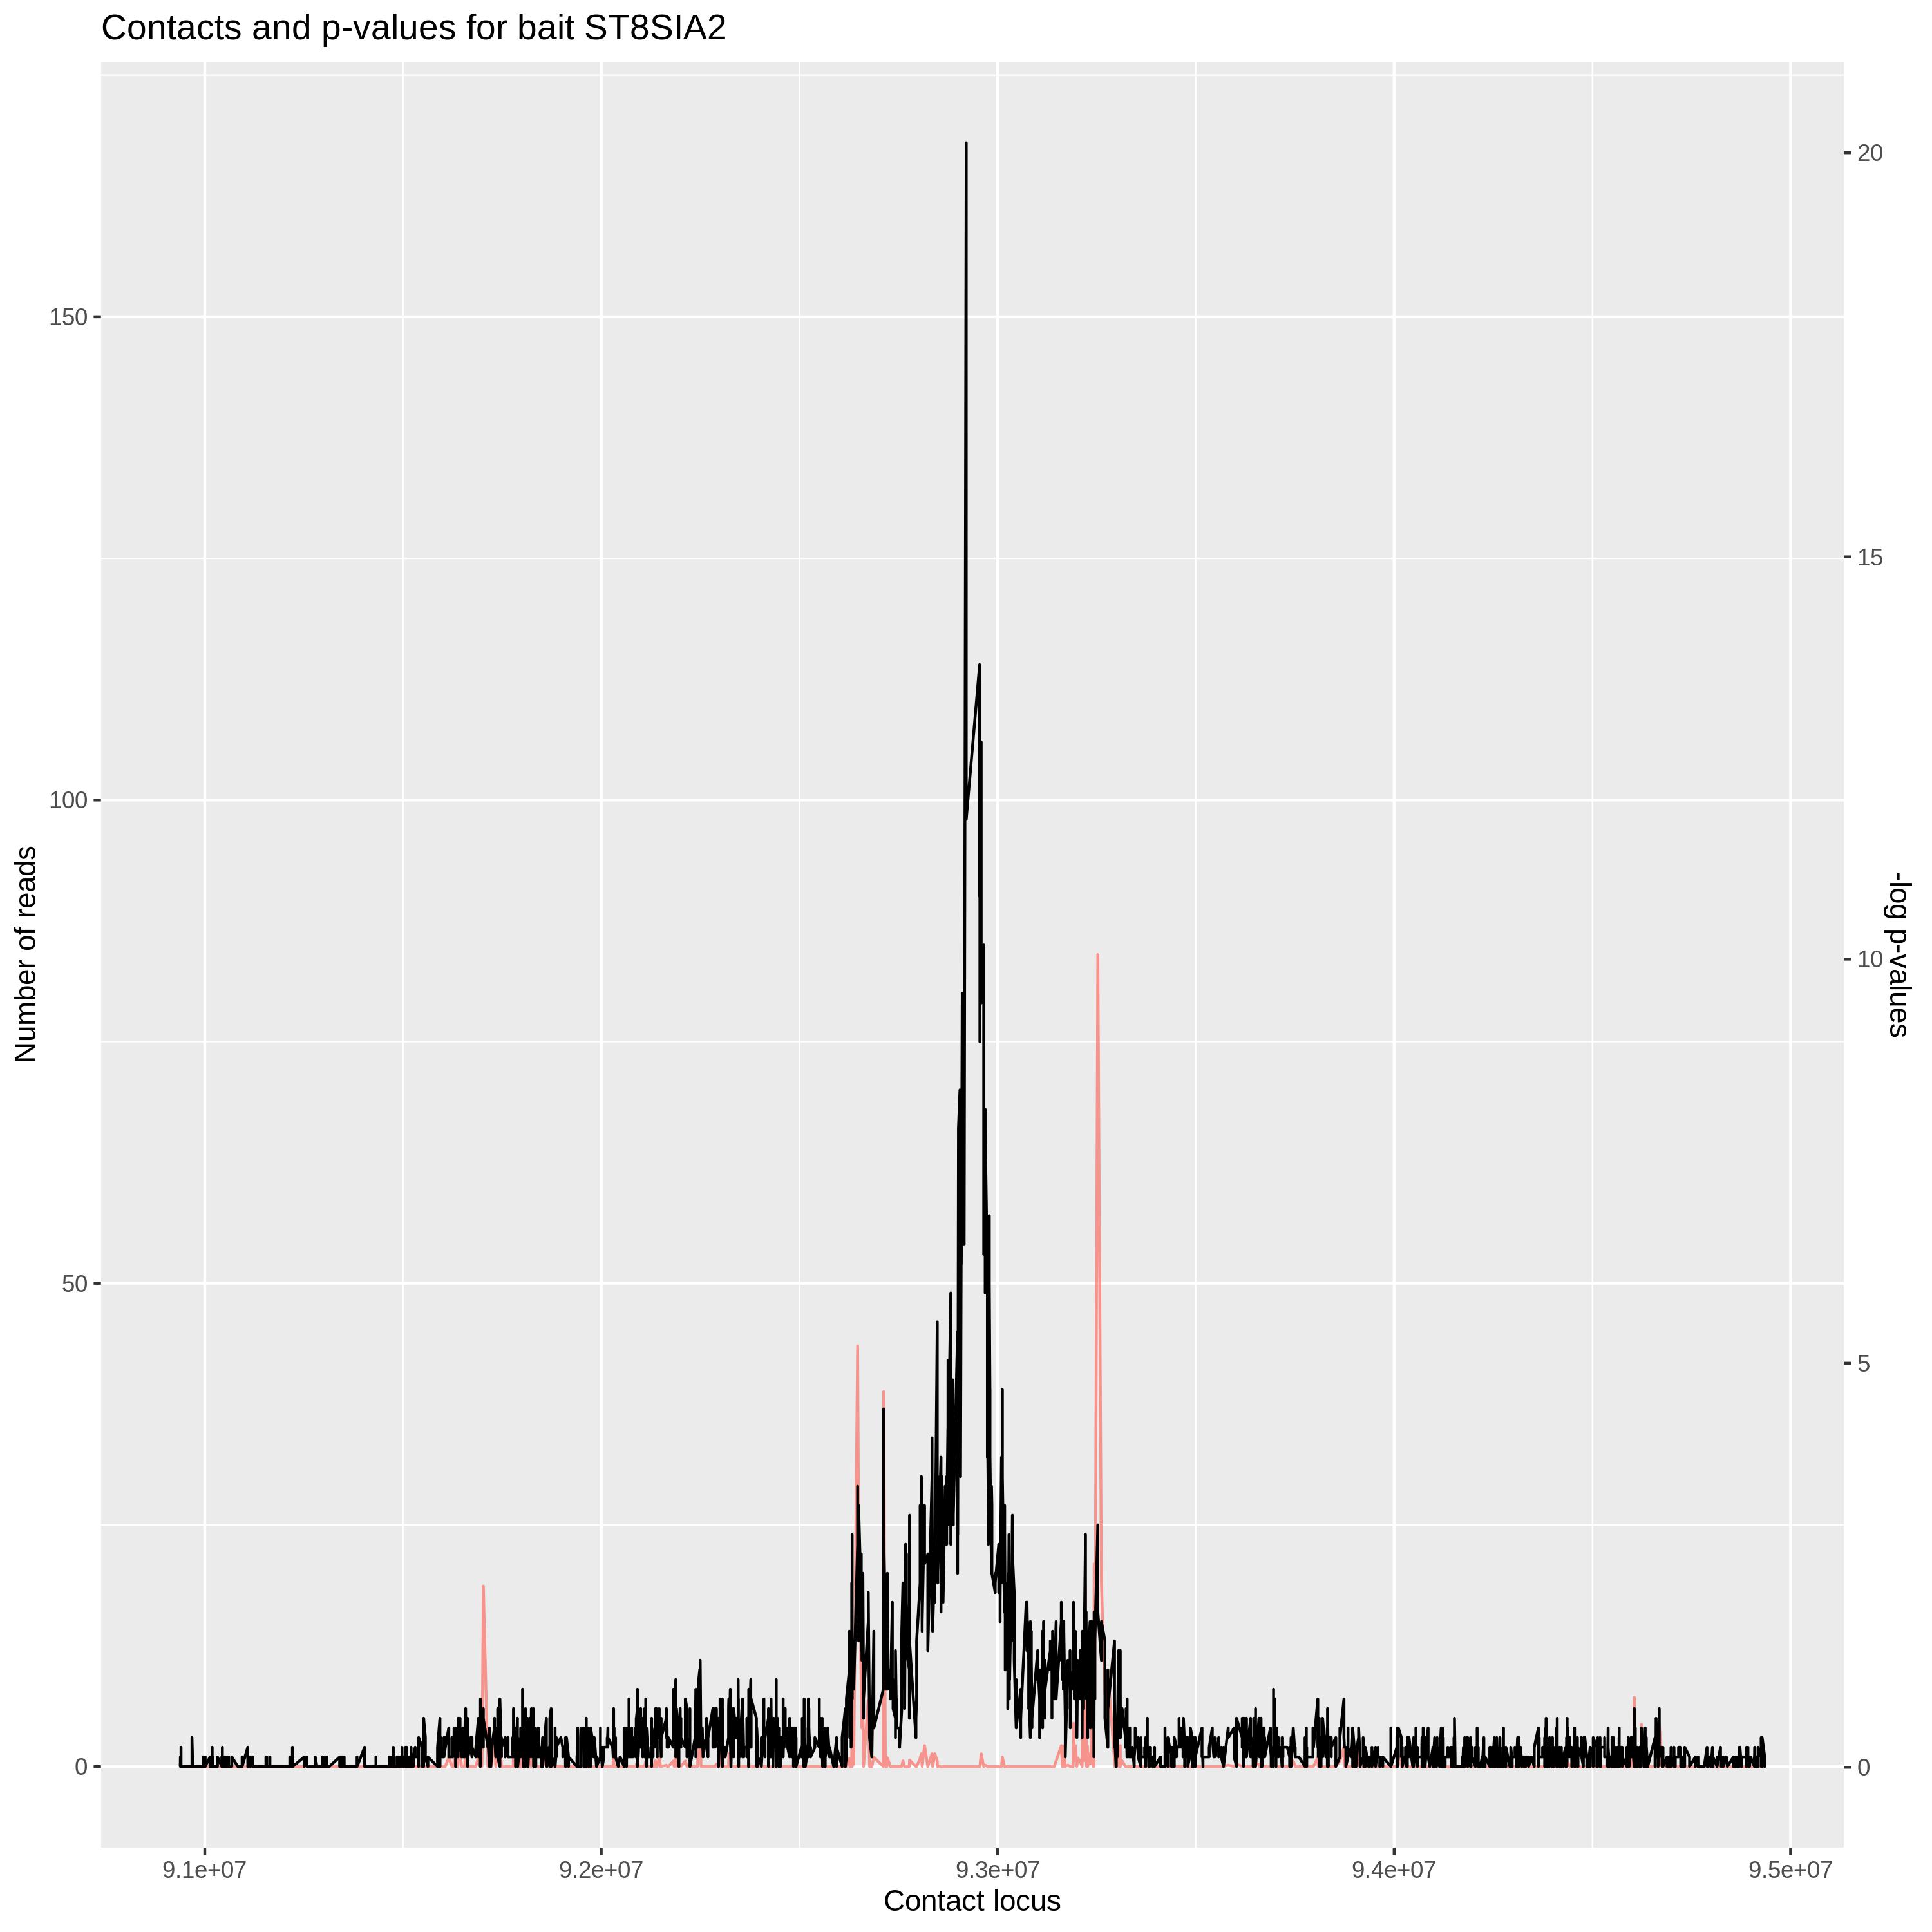 Contacts and p-values for bait ST8SIA2
150
100
50
0
Number of reads
20
15
10
5
0
-log p-values
9.1e+07 9.2e+07 9.3e+07 9.4e+07 9.5e+07
Contact locus